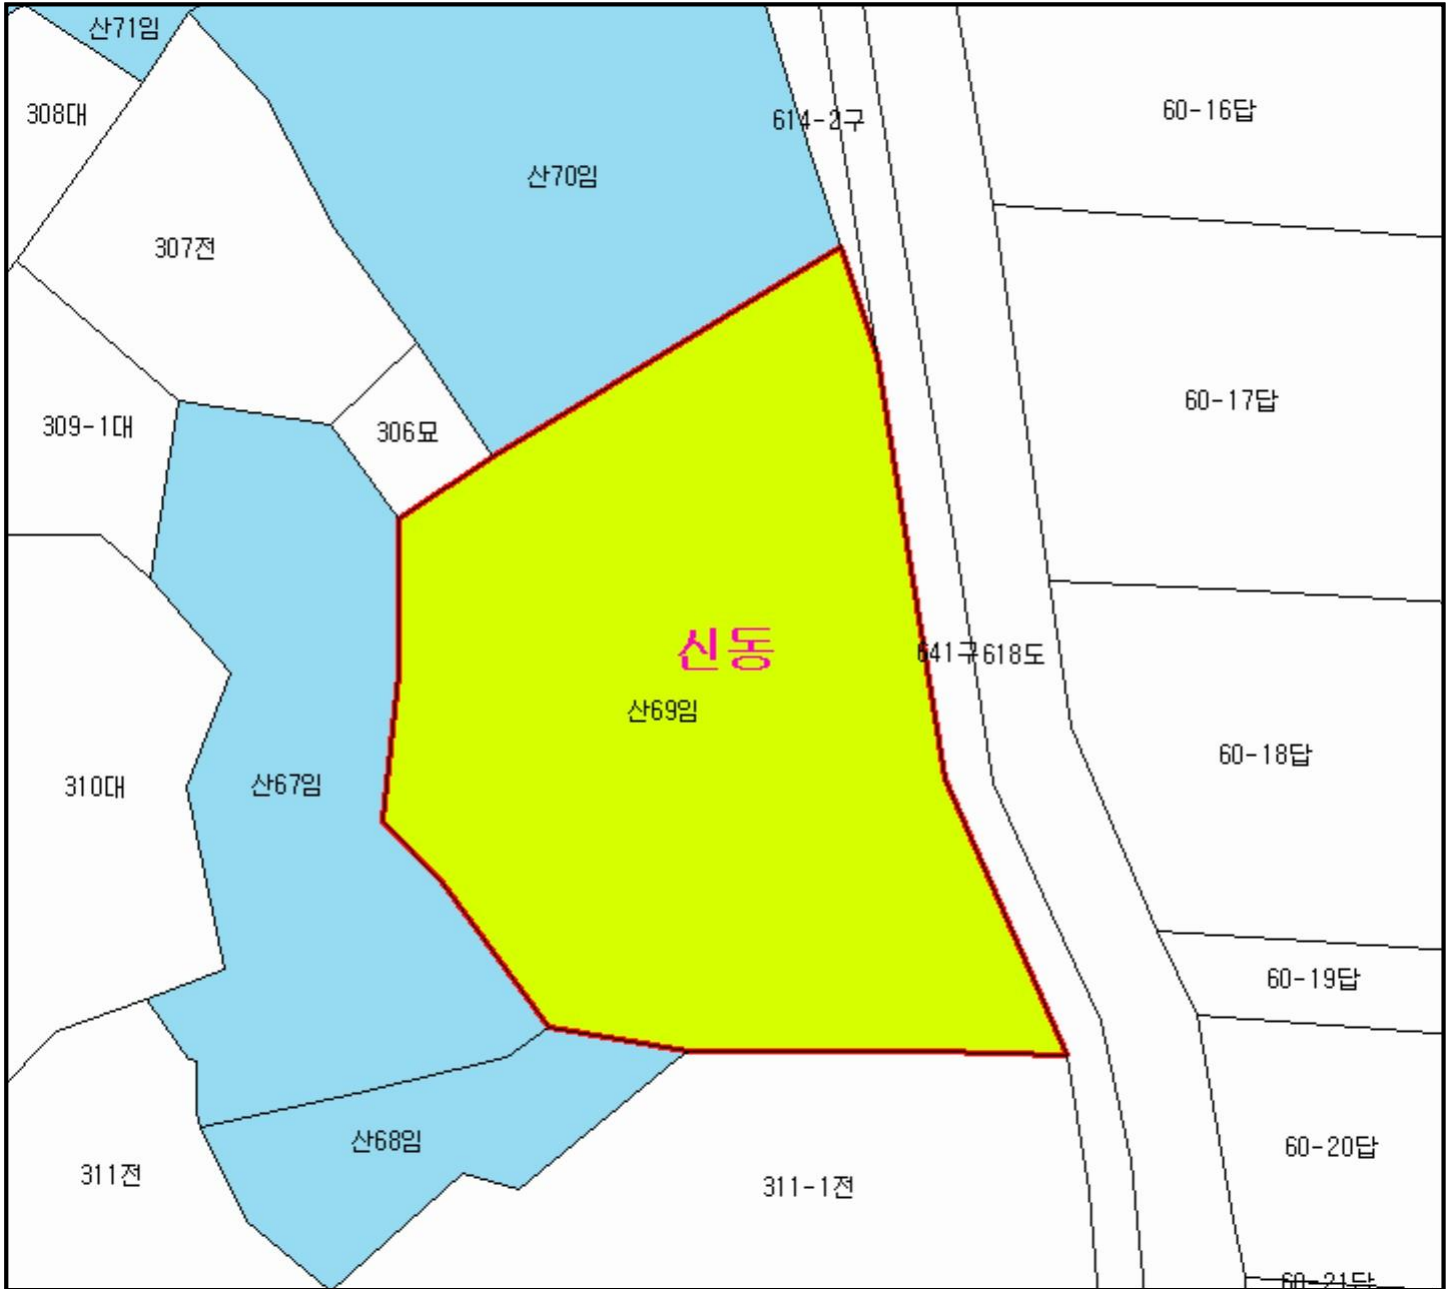 산71임
308대
60-16답
614-2구
산70임
307전
60-17답
309-1대
306묘
신동
641구
618도
산69임
60-18답
310대
산67임
60-19답
산68임
60-20답
311전
311-1전
60-21답